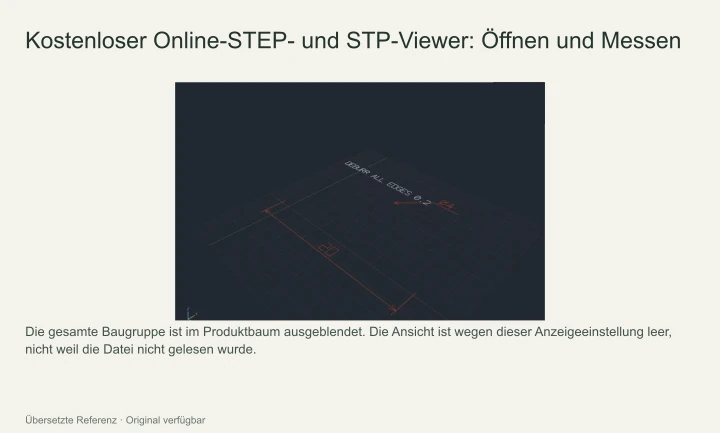 Kostenloser Online-STEP- und STP-Viewer: Öffnen und Messen
DEBURR ALL EDGES 0.2
Ø4
20
Die gesamte Baugruppe ist im Produktbaum ausgeblendet. Die Ansicht ist wegen dieser Anzeigeeinstellung leer,
nicht weil die Datei nicht gelesen wurde.
Übersetzte Referenz · Original verfügbar